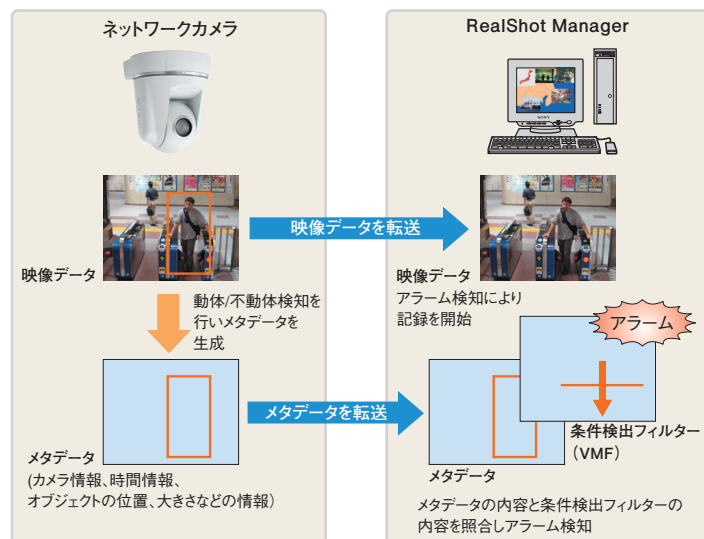 ネットワークカメラ
映像データ
動体/不動体検知を
行いメタデータを
生成
メタデータ
(カメラ情報、時間情報、
オブジェクトの位置、大きさなどの情報)
映像データを転送
メタデータを転送
RealShot Manager
SONY
映像データ
アラーム検知により
記録を開始
アラーム
条件検出フィルター
(VMF)
メタデータ
メタデータの内容と条件検出フィルターの
内容を照合しアラーム検知